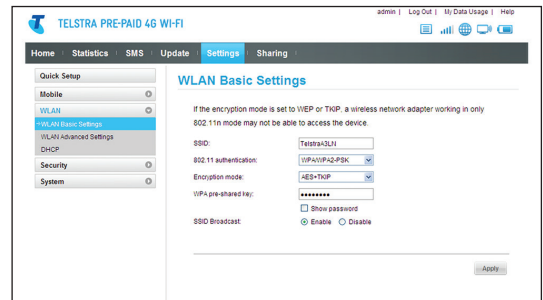 admin | Log Out | My Data Usage | Help
TELSTRA PRE-PAID 4G WI-FI
Home Statistics SMS Update Settings Sharing
Quick Setup
Mobile
WLAN
WLAN Basic Settings
WLAN Advanced Settings
DHCP
Security
System
WLAN Basic Settings
If the encryption mode is set to WEP or TKIP, a wireless network adapter working in only
802.11n mode may not be able to access the device.
SSID: TelstraA3LN
802.11 authentication: WPA/WPA2-PSK
Encryption mode: AES+TKIP
WPA pre-shared key: ••••••••
Show password
SSID Broadcast: Enable Disable
Apply